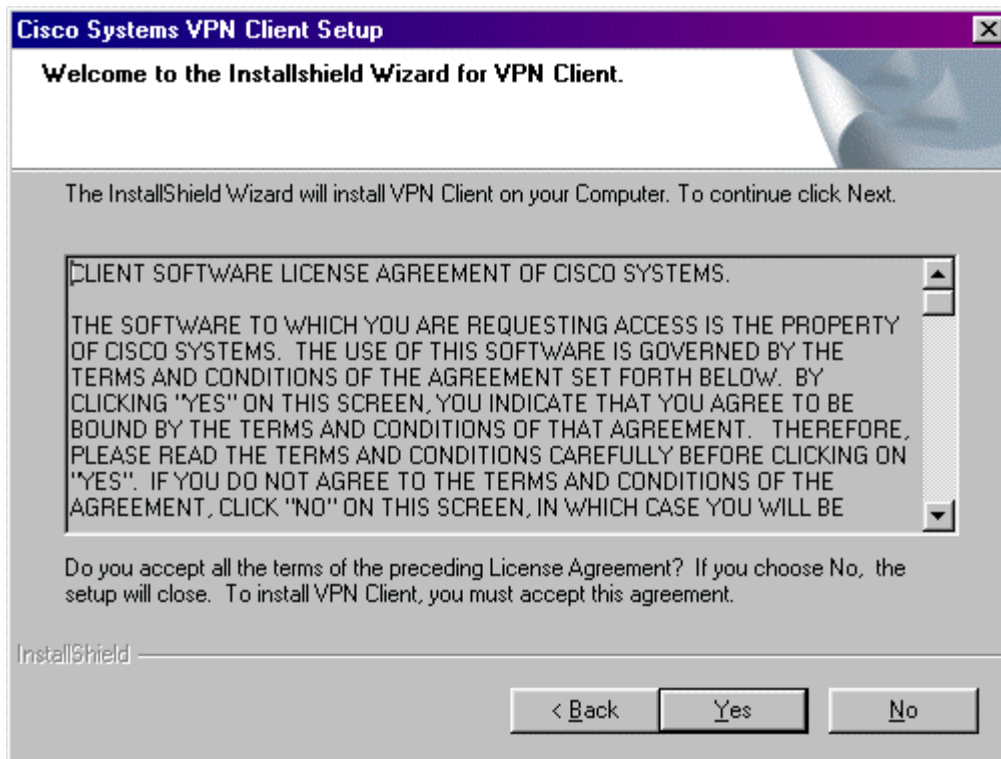 Cisco Systems VPN Client Setup
Welcome to the Installshield Wizard for VPN Client.
The InstallShield Wizard will install VPN Client on your Computer. To continue click Next.
CLIENT SOFTWARE LICENSE AGREEMENT OF CISCO SYSTEMS.
THE SOFTWARE TO WHICH YOU ARE REQUESTING ACCESS IS THE PROPERTY
OF CISCO SYSTEMS.  THE USE OF THIS SOFTWARE IS GOVERNED BY THE
TERMS AND CONDITIONS OF THE AGREEMENT SET FORTH BELOW.  BY
CLICKING "YES" ON THIS SCREEN, YOU INDICATE THAT YOU AGREE TO BE
BOUND BY THE TERMS AND CONDITIONS OF THAT AGREEMENT.   THEREFORE,
PLEASE READ THE TERMS AND CONDITIONS CAREFULLY BEFORE CLICKING ON
"YES".  IF YOU DO NOT AGREE TO THE TERMS AND CONDITIONS OF THE
AGREEMENT, CLICK "NO" ON THIS SCREEN, IN WHICH CASE YOU WILL BE
Do you accept all the terms of the preceding License Agreement?  If you choose No,  the
setup will close.  To install VPN Client, you must accept this agreement.
InstallShield
< Back Yes No